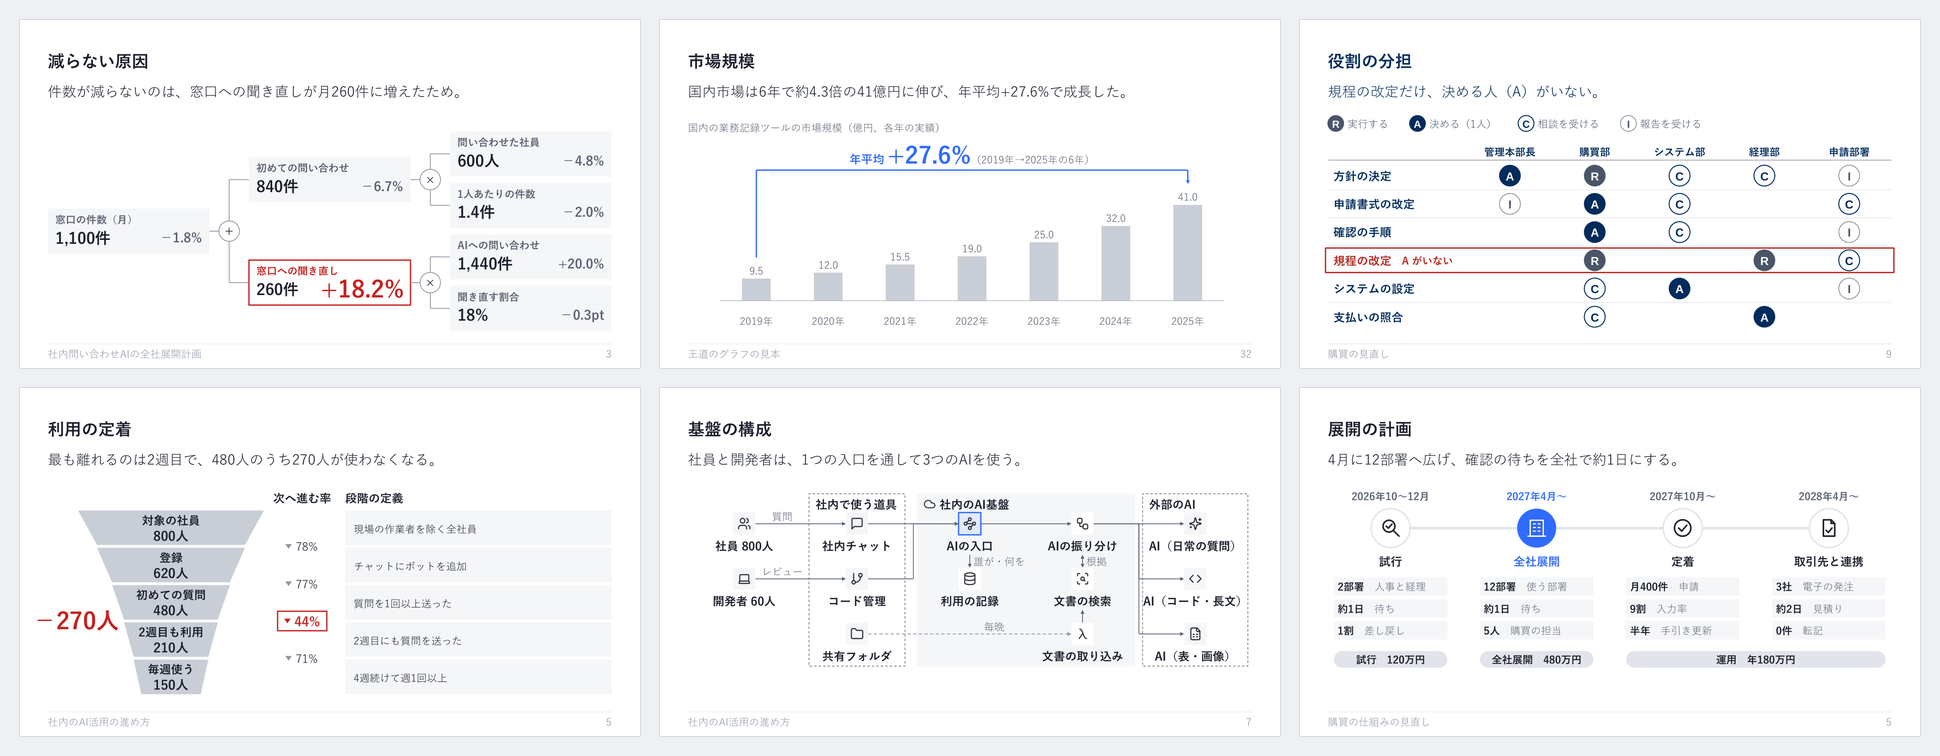 減らない原因
件数が減らないのは、窓口への聞き直しが月260件に増えたため。
窓口の件数（月）
1,100件 －1.8%
+
初めての問い合わせ
840件 －6.7%
窓口への聞き直し
260件 +18.2%
×
×
問い合わせた社員
600人 －4.8%
1人あたりの件数
1.4件 －2.0%
AIへの問い合わせ
1,440件 +20.0%
聞き直す割合
18% －0.3pt
社内問い合わせAIの全社展開計画 3
市場規模
国内市場は6年で約4.3倍の41億円に伸び、年平均+27.6%で成長した。
国内の業務記録ツールの市場規模（億円、各年の実績）
年平均 +27.6%（2019年→2025年の6年）
9.5 12.0 15.5 19.0 25.0 32.0 41.0
2019年 2020年 2021年 2022年 2023年 2024年 2025年
王道のグラフの見本 32
役割の分担
規程の改定だけ、決める人（A）がいない。
R 実行する A 決める（1人） C 相談を受ける I 報告を受ける
管理本部長 購買部 システム部 経理部 申請部署
方針の決定 A R C C I
申請書式の改定 I A C C
確認の手順 A C I
規程の改定 A がいない R R C
システムの設定 C A I
支払いの照合 C A
購買の見直し 9
利用の定着
最も離れるのは2週目で、480人のうち270人が使わなくなる。
次へ進む率 段階の定義
対象の社員
800人
現場の作業者を除く全社員
▼78%
登録
620人
チャットにボットを追加
▼77%
初めての質問
480人
質問を1回以上送った
－270人
▼44%
2週目も利用
210人
2週目にも質問を送った
▼71%
毎週使う
150人
4週続けて週1回以上
社内のAI活用の進め方 5
基盤の構成
社員と開発者は、1つの入口を通して3つのAIを使う。
社内で使う道具 社内のAI基盤 外部のAI
質問
社員 800人 社内チャット AIの入口 AIの振り分け AI（日常の質問）
誰が・何を 根拠
レビュー
開発者 60人 コード管理 利用の記録 文書の検索 AI（コード・長文）
毎晩
λ
共有フォルダ 文書の取り込み AI（表・画像）
社内のAI活用の進め方 7
展開の計画
4月に12部署へ広げ、確認の待ちを全社で約1日にする。
2026年10～12月 2027年4月～ 2027年10月～ 2028年4月～
試行 全社展開 定着 取引先と連携
2部署 人事と経理 12部署 使う部署 月400件 申請 3社 電子の発注
約1日 待ち 約1日 待ち 9割 入力率 約2日 見積り
1割 差し戻し 5人 購買の担当 半年 手引き更新 0件 転記
試行 120万円 全社展開 480万円 運用 年180万円
購買の仕組みの見直し 5